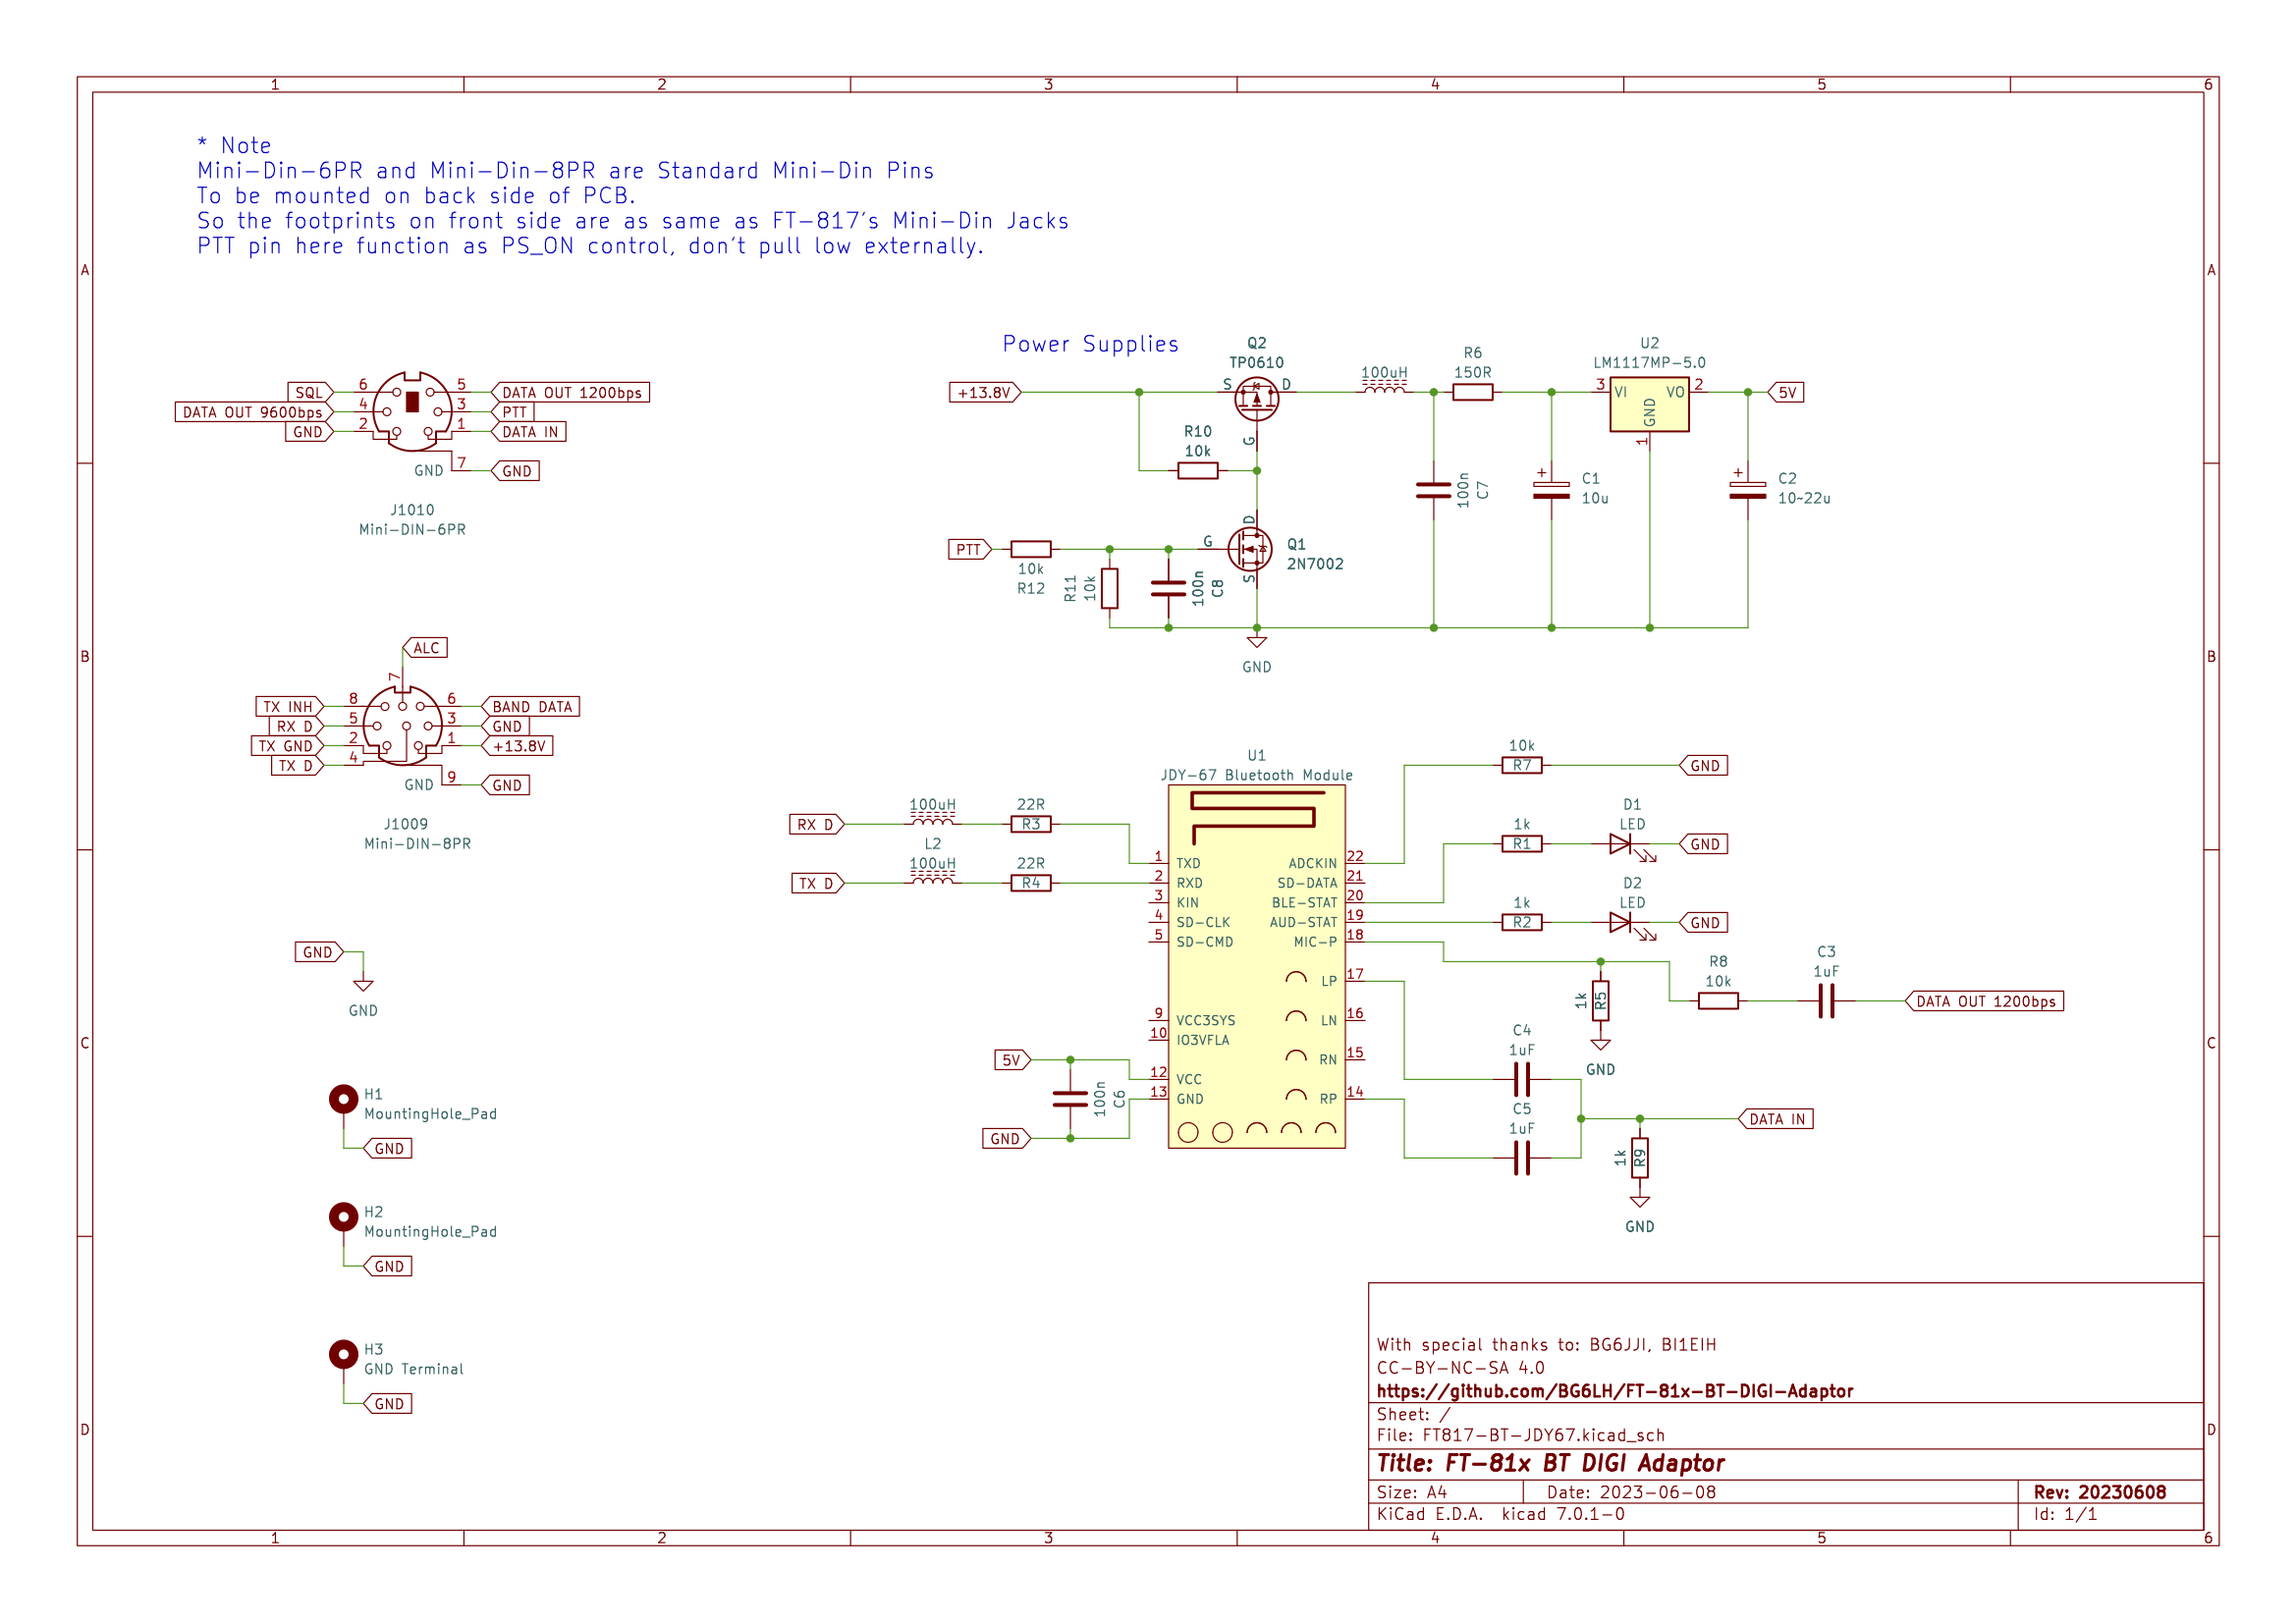 1 2 3 4 5 6
* Note
Mini-Din-6PR and Mini-Din-8PR are Standard Mini-Din Pins
To be mounted on back side of PCB.
So the footprints on front side are as same as FT-817's Mini-Din Jacks
PTT pin here function as PS_ON control, don't pull low externally.
A A
B B
C C
D D
SQL 6 5 DATA OUT 1200bps
DATA OUT 9600bps 4 3 PTT
GND 2 1 DATA IN
GND 7 GND
J1010
Mini-DIN-6PR
ALC
7
TX INH 8 6 BAND DATA
RX D 5 3 GND
TX GND 2 1 +13.8V
TX D 4
GND 9 GND
J1009
Mini-DIN-8PR
GND
GND
H1
MountingHole_Pad
GND
H2
MountingHole_Pad
GND
H3
GND Terminal
GND
Power Supplies
+13.8V
Q2
TP0610
S D
G
R10
10k
100uH
R6
150R
U2
LM1117MP-5.0
3 VI VO 2
GND
1
5V
100n
C7
C1
10u
C2
10~22u
PTT
10k
R12
R11
10k
100n
C8
G
D
S
Q1
2N7002
GND
U1
JDY-67 Bluetooth Module
RX D
100uH
22R
R3
L2
TX D
100uH
22R
R4
1 TXD
2 RXD
3 KIN
4 SD-CLK
5 SD-CMD
9 VCC3SYS
10 IO3VFLA
12 VCC
13 GND
ADCKIN 22
SD-DATA 21
BLE-STAT 20
AUD-STAT 19
MIC-P 18
LP 17
LN 16
RN 15
RP 14
5V
100n
C6
GND
10k
R7
GND
1k
R1
D1
LED
GND
1k
R2
D2
LED
GND
1k
R5
GND
R8
10k
C3
1uF
DATA OUT 1200bps
C4
1uF
C5
1uF
DATA IN
1k
R9
GND
With special thanks to: BG6JJI, BI1EIH
CC-BY-NC-SA 4.0
https://github.com/BG6LH/FT-81x-BT-DIGI-Adaptor
Sheet: /
File: FT817-BT-JDY67.kicad_sch
Title: FT-81x BT DIGI Adaptor
Size: A4 Date: 2023-06-08 Rev: 20230608
KiCad E.D.A. kicad 7.0.1-0 Id: 1/1
1 2 3 4 5 6